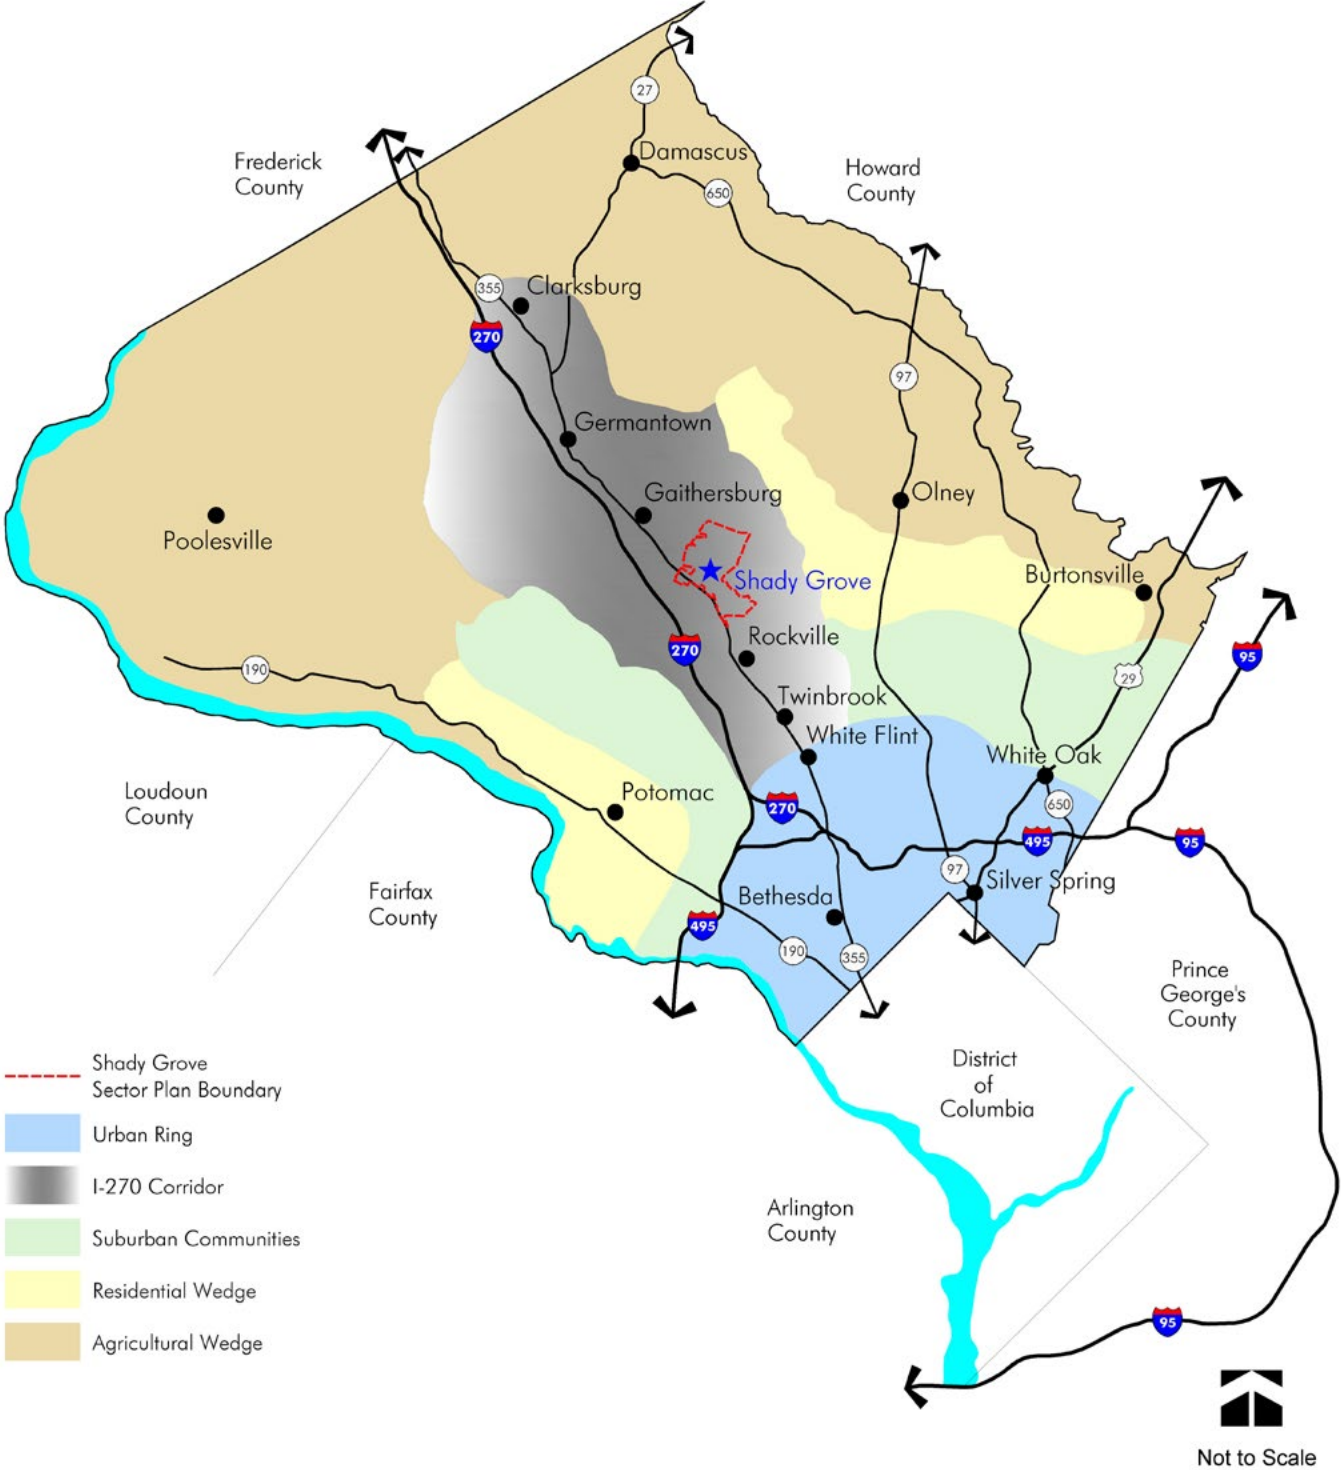 27
Damascus
Frederick
County
Howard
County
650
355
Clarksburg
270
97
Germantown
Gaithersburg
Olney
Poolesville
Shady Grove
Burtonsville
Rockville
270
95
190
29
Twinbrook
White Flint
White Oak
Loudoun
County
Potomac
270
650
495
95
97
Silver Spring
Fairfax
County
Bethesda
495
190
355
Prince
George's
County
District
of
Columbia
Arlington
County
95
Shady Grove
Sector Plan Boundary
Urban Ring
I-270 Corridor
Suburban Communities
Residential Wedge
Agricultural Wedge
Not to Scale